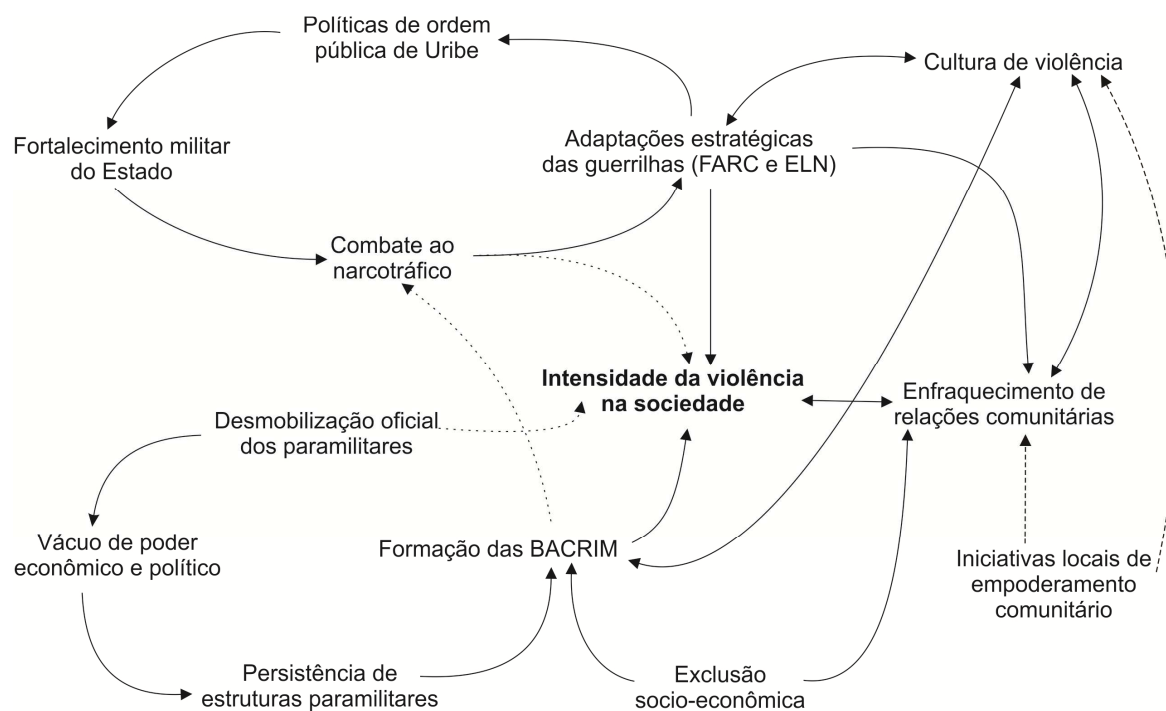 Políticas de ordem
pública de Uribe
Cultura de violência
Fortalecimento militar
do Estado
Adaptações estratégicas
das guerrilhas (FARC e ELN)
Combate ao
narcotráfico
Intensidade da violência
na sociedade
Enfraquecimento de
relações comunitárias
Desmobilização oficial
dos paramilitares
Vácuo de poder
econômico e político
Formação das BACRIM
Iniciativas locais de
empoderamento
comunitário
Persistência de
estruturas paramilitares
Exclusão
socio-econômica